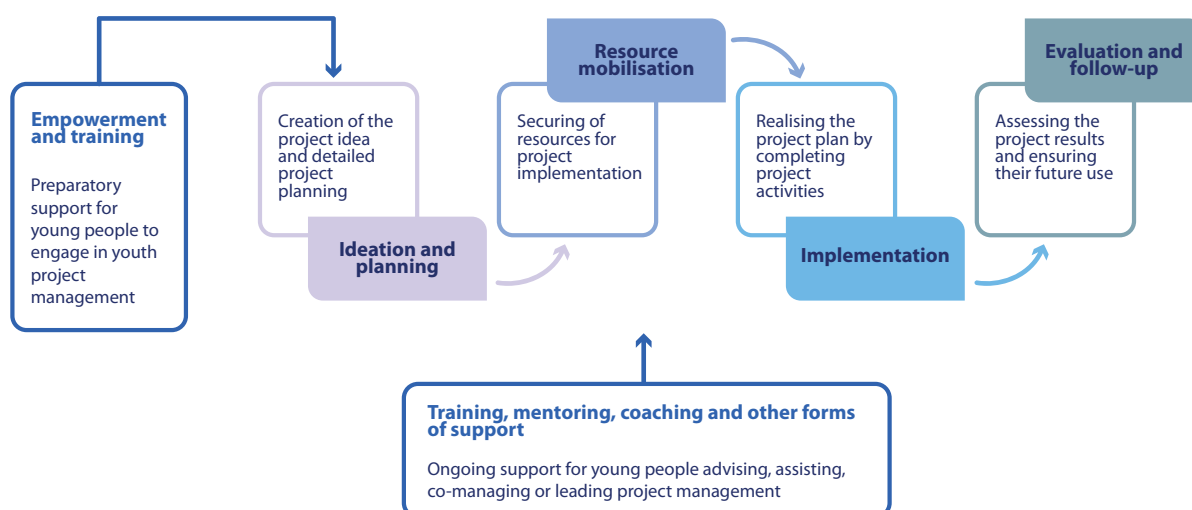 Empowerment
and training
Preparatory
support for
young people to
engage in youth
project
management
Creation of the
project idea
and detailed
project
planning
Ideation and
planning
Resource
mobilisation
Securing of
resources for
project
implementation
Realising the
project plan by
completing
project
activities
Implementation
Evaluation and
follow-up
Assessing the
project results
and ensuring
their future use
Training, mentoring, coaching and other forms
of support
Ongoing support for young people advising, assisting,
co-managing or leading project management